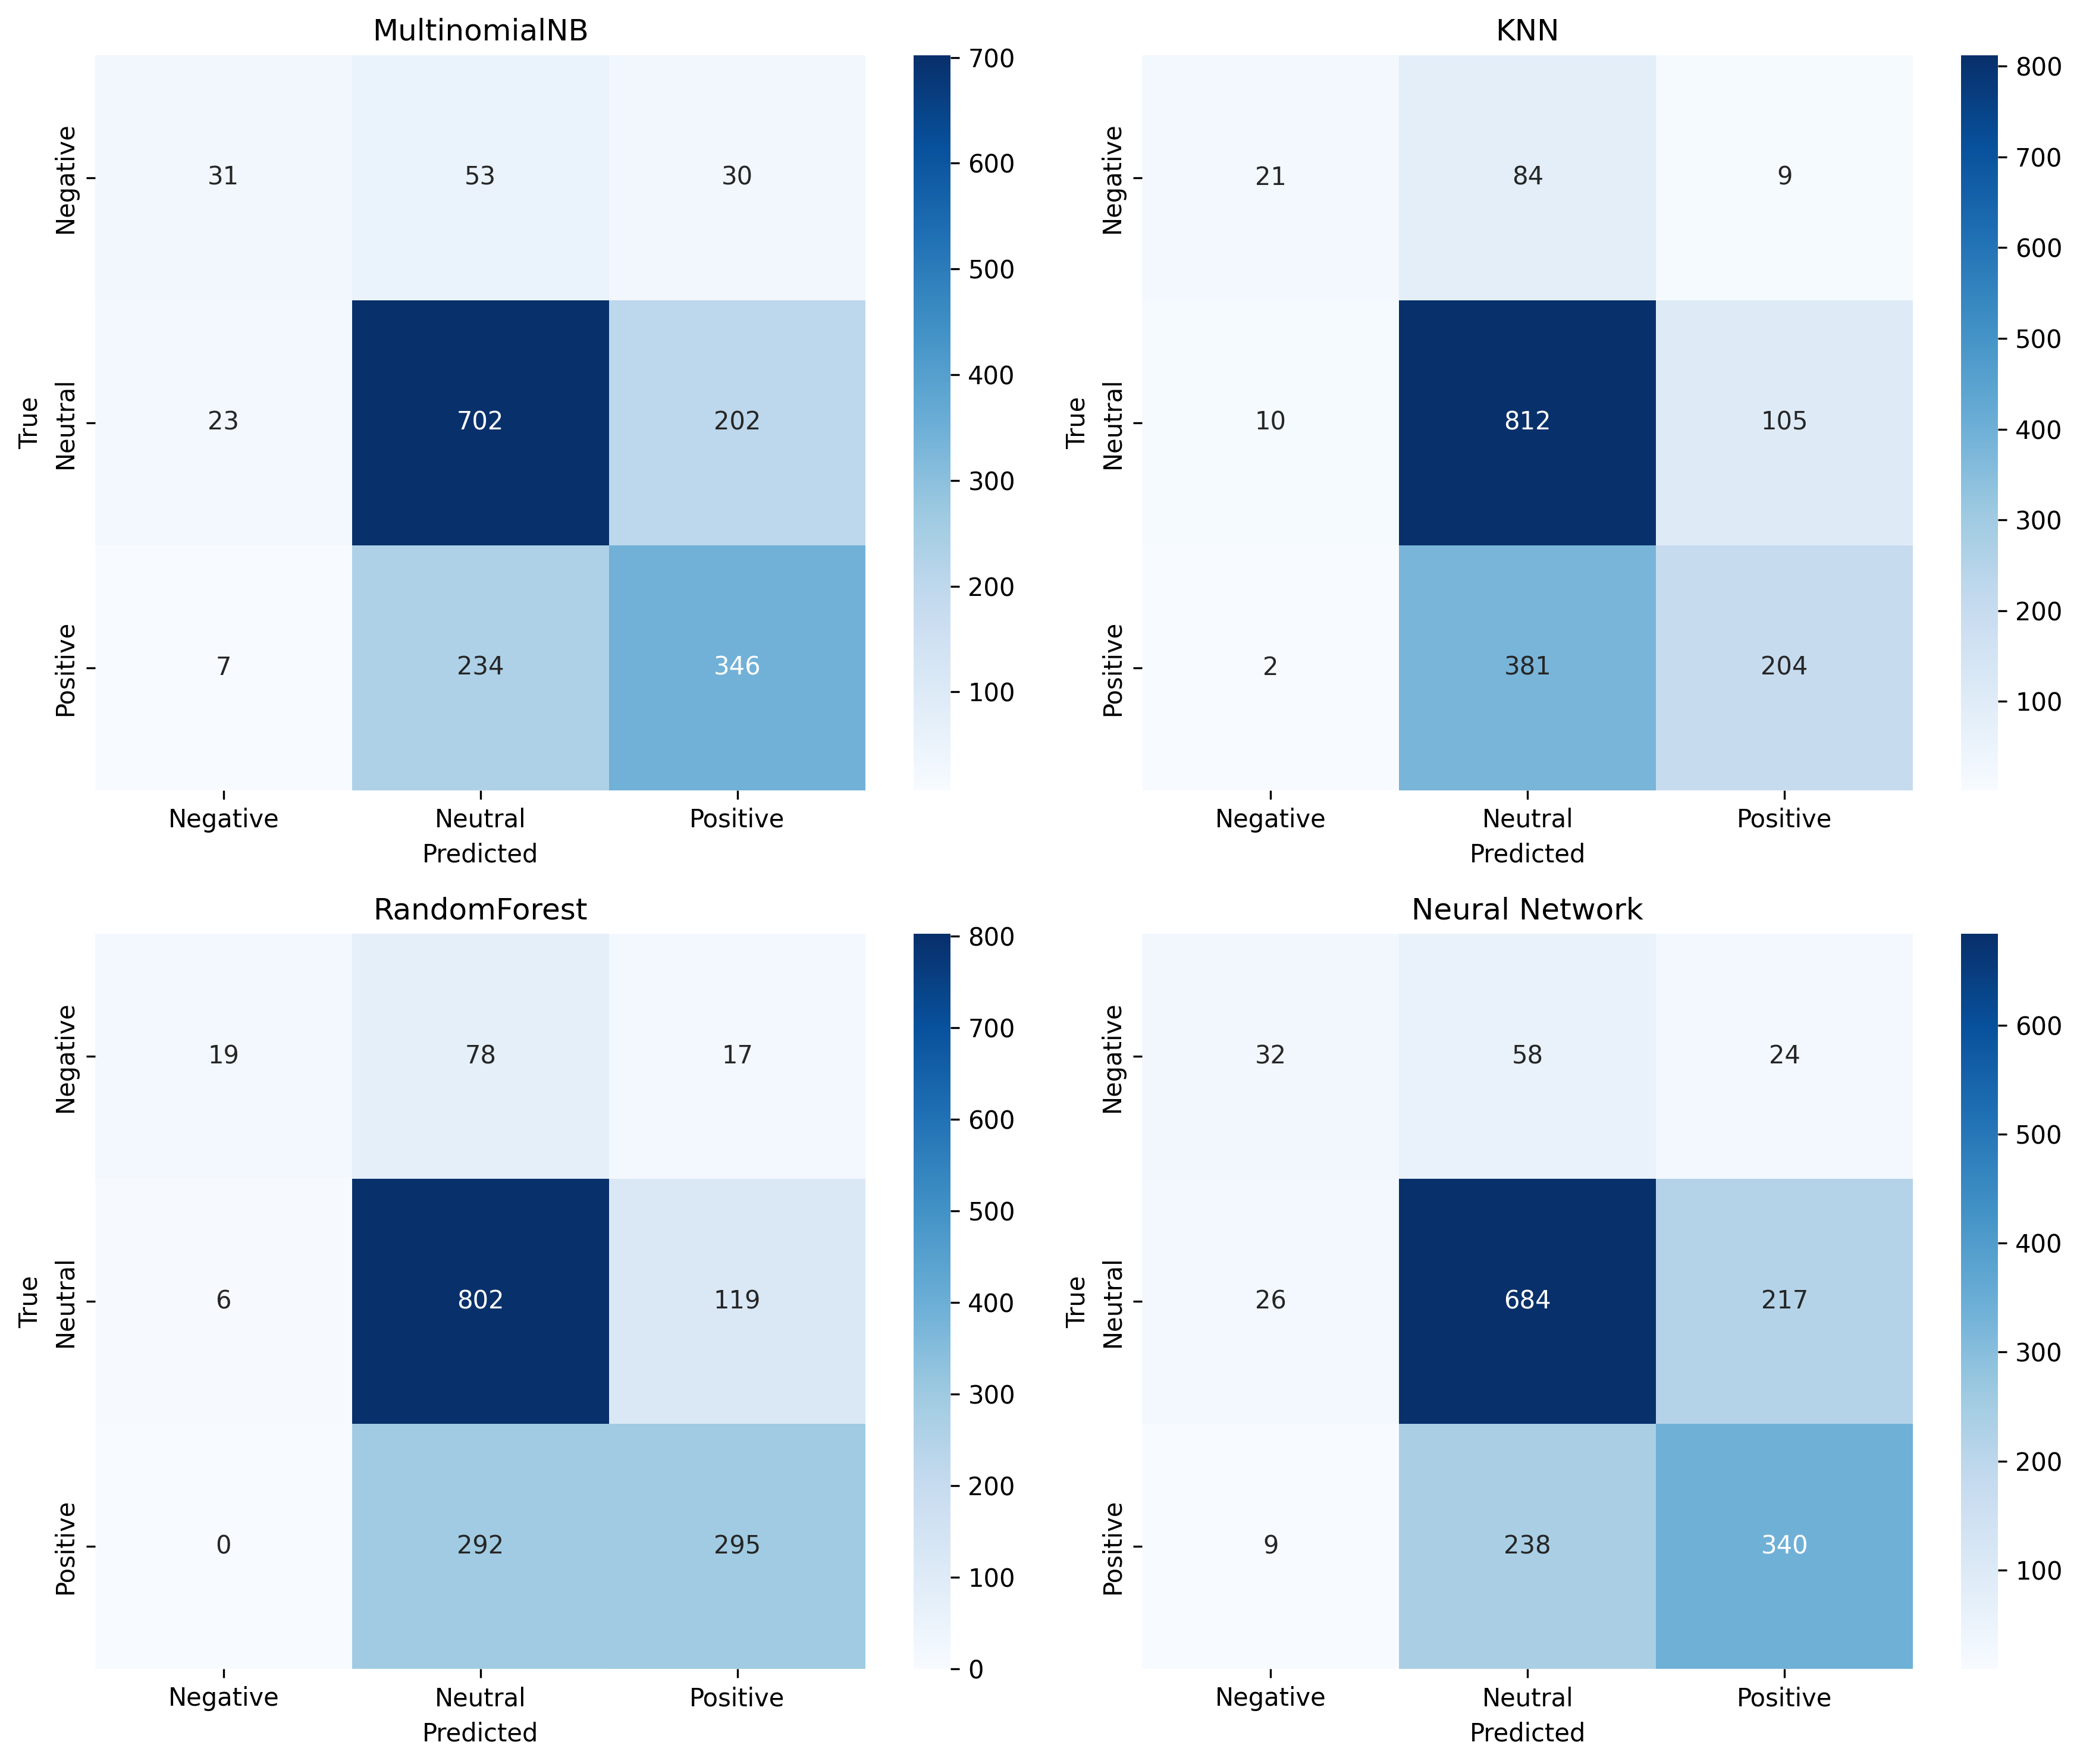 MultinomialNB
Negative
31 53 30
True
Neutral
23 702 202
Positive
7 234 346
Negative Neutral Positive
Predicted
700
600
500
400
300
200
100
KNN
Negative
21 84 9
True
Neutral
10 812 105
Positive
2 381 204
Negative Neutral Positive
Predicted
800
700
600
500
400
300
200
100
RandomForest
Negative
19 78 17
True
Neutral
6 802 119
Positive
0 292 295
Negative Neutral Positive
Predicted
800
700
600
500
400
300
200
100
0
Neural Network
Negative
32 58 24
True
Neutral
26 684 217
Positive
9 238 340
Negative Neutral Positive
Predicted
600
500
400
300
200
100